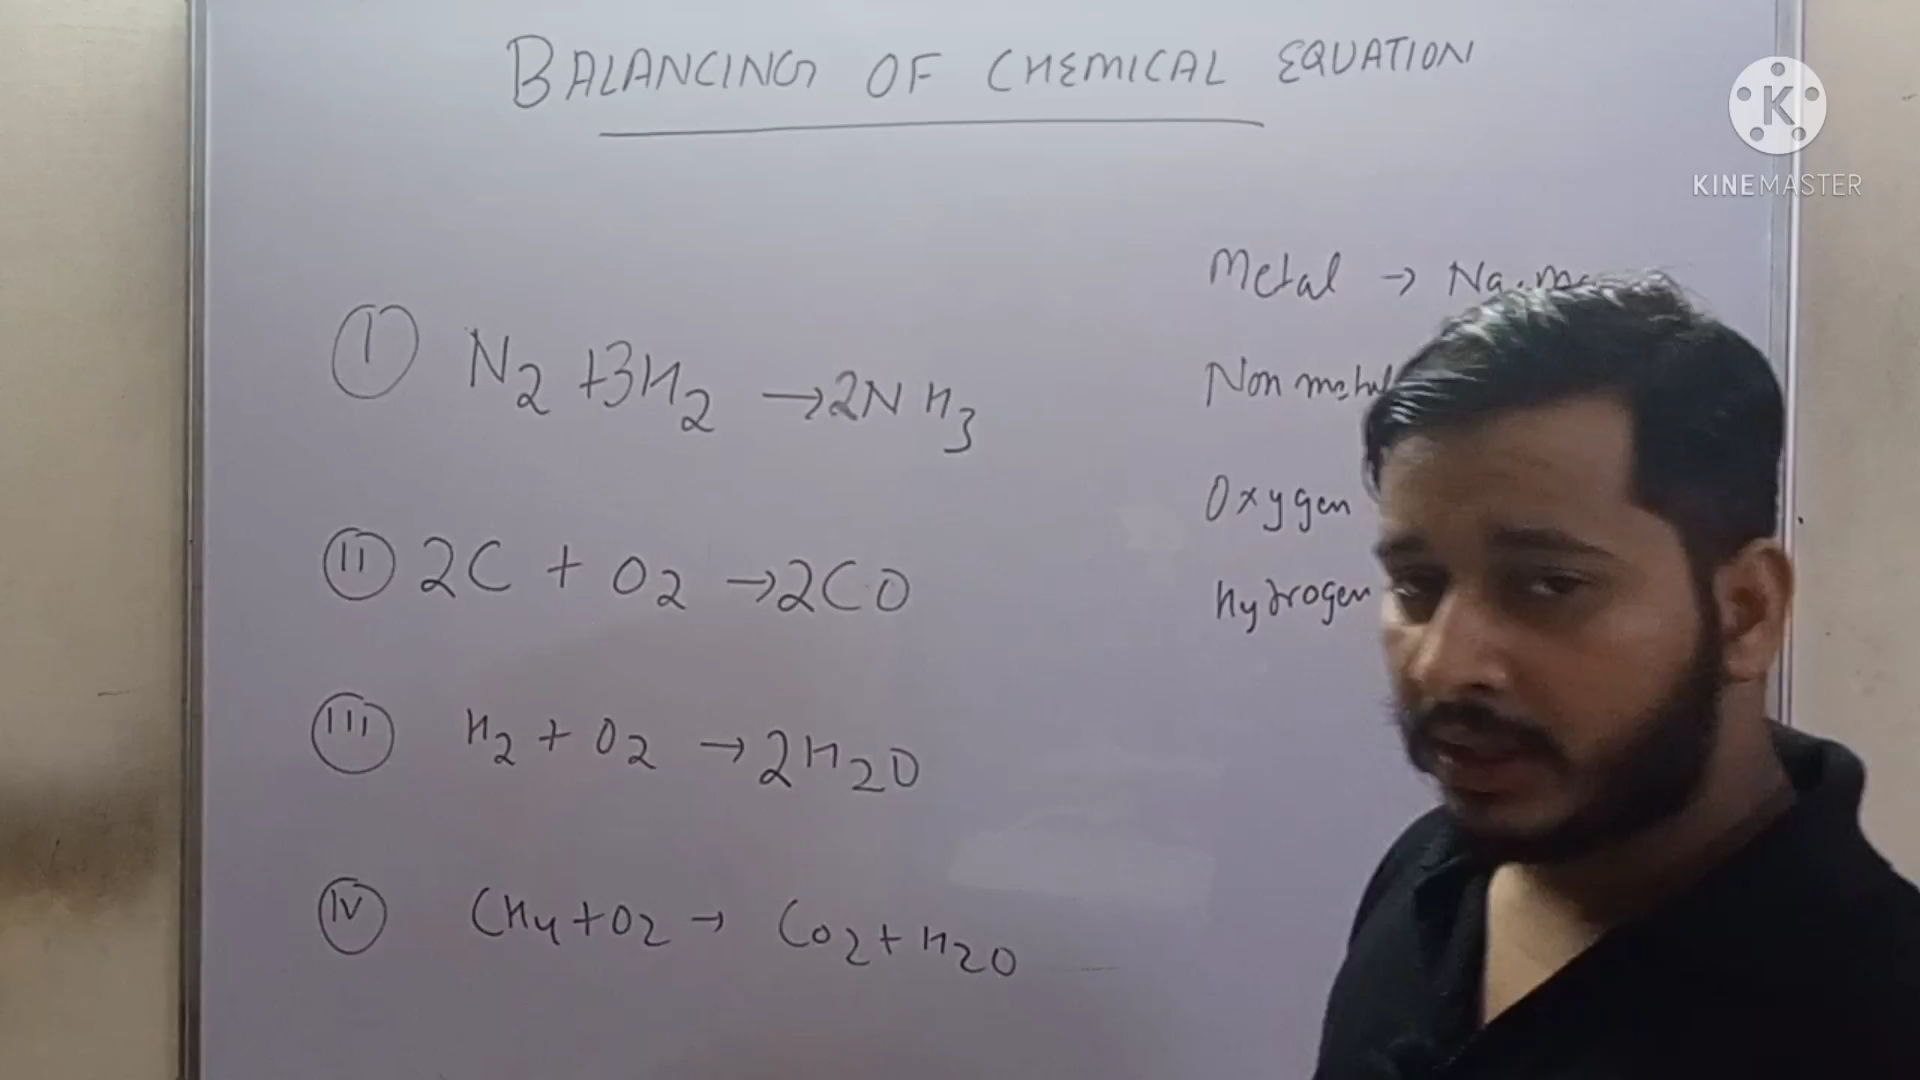 BALANCING OF CHEMICAL EQUATION
K
KINEMASTER
Metal → Na,
I N2 +3H2 →2NH3
Non metal
Oxygen
II 2C + O2 →2CO
Hydrogen
III H2 + O2 →2H2O
IV CH4+O2 → CO2+H2O